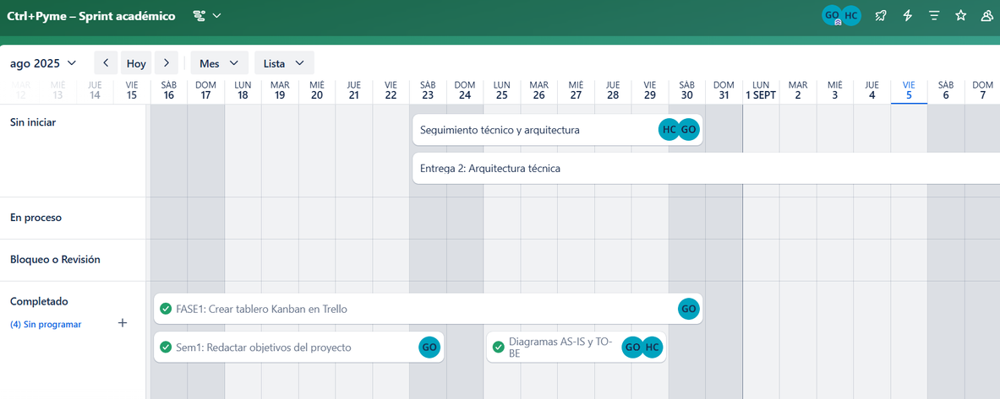 Ctrl+Pyme – Sprint académico
GO HC
ago 2025 Hoy Mes Lista
MAR MIÉ JUE VIE SÁB DOM LUN MAR MIÉ JUE VIE SÁB DOM LUN MAR MIÉ JUE VIE SÁB DOM LUN MAR MIÉ JUE VIE SÁB DOM
12 13 14 15 16 17 18 19 20 21 22 23 24 25 26 27 28 29 30 31 1 SEPT 2 3 4 5 6 7
Sin iniciar
Seguimiento técnico y arquitectura HC GO
Entrega 2: Arquitectura técnica
En proceso
Bloqueo o Revisión
Completado
(4) Sin programar
FASE1: Crear tablero Kanban en Trello GO
Sem1: Redactar objetivos del proyecto GO
Diagramas AS-IS y TO-
BE
GO HC